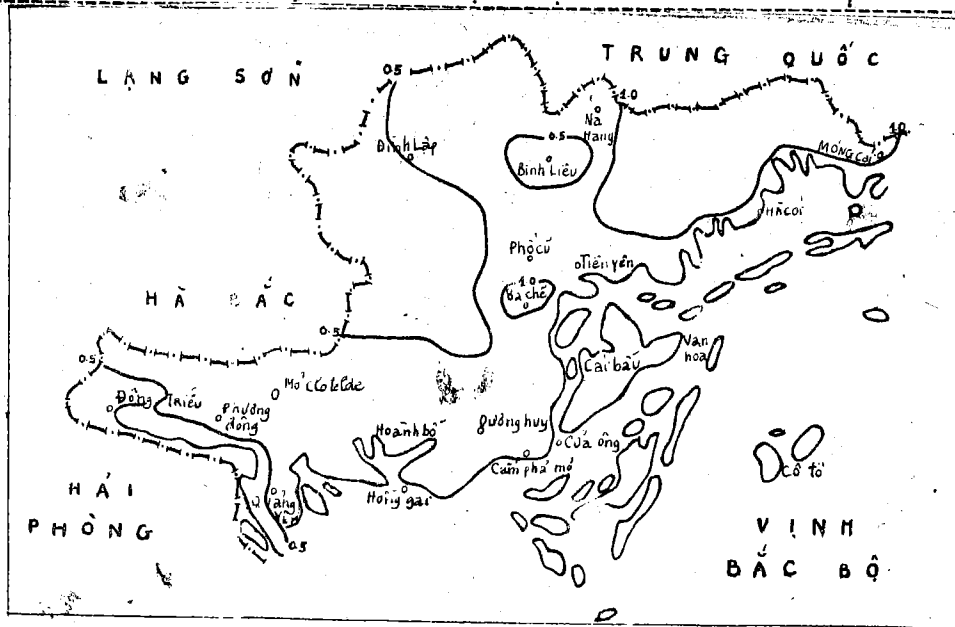 TRUNG QUỐC
LẠNG SƠN
0.5
1.0
Nà
Hang
1.0
Đình Lập
0.5
Bình Liêu
MÓNG Cái
HÀ CỐI
Phố cũ
Tiên yên
1.0
Ba chẽ
HÀ BẮC
0.5
Vạn
hoa
Cái bầu
0.5
Đông TRIỀU
Phương
đông
Hoành bồ
Dương huy
Cửa ông
Cẩm phả mỏ
Hồng gai
Cô tô
HẢI
PHÒNG
0.5
VỊNH
BẮC BỘ